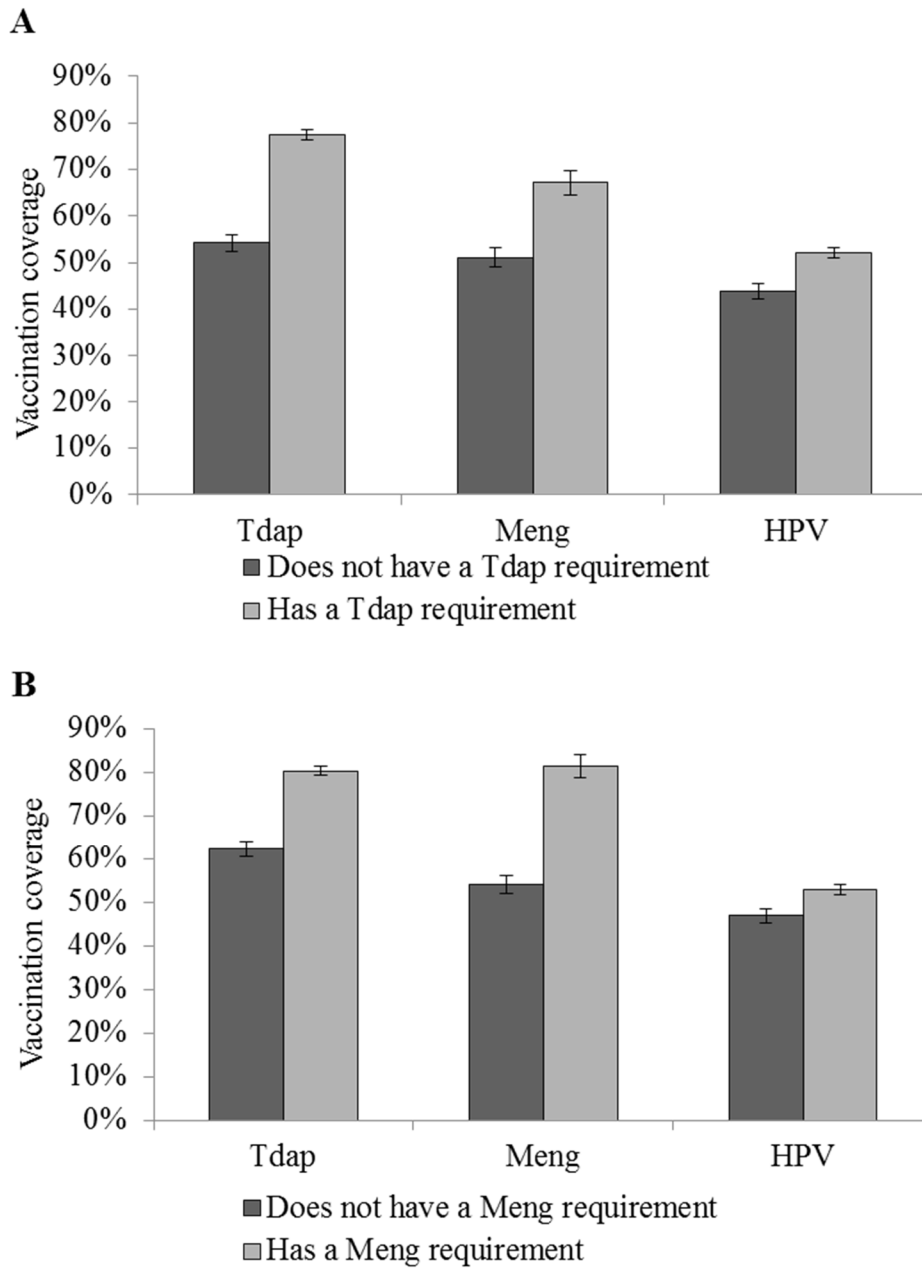 A
Vaccination coverage
90%
80%
70%
60%
50%
40%
30%
20%
10%
0%
Tdap Meng HPV
Does not have a Tdap requirement
Has a Tdap requirement
B
Vaccination coverage
90%
80%
70%
60%
50%
40%
30%
20%
10%
0%
Tdap Meng HPV
Does not have a Meng requirement
Has a Meng requirement